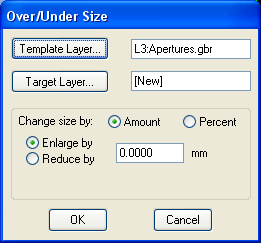 Over/Under Size
Template Layer... L3:Apertures.gbr
Target Layer... [New]
Change size by: Amount Percent
Enlarge by
Reduce by 0.0000 mm
OK Cancel